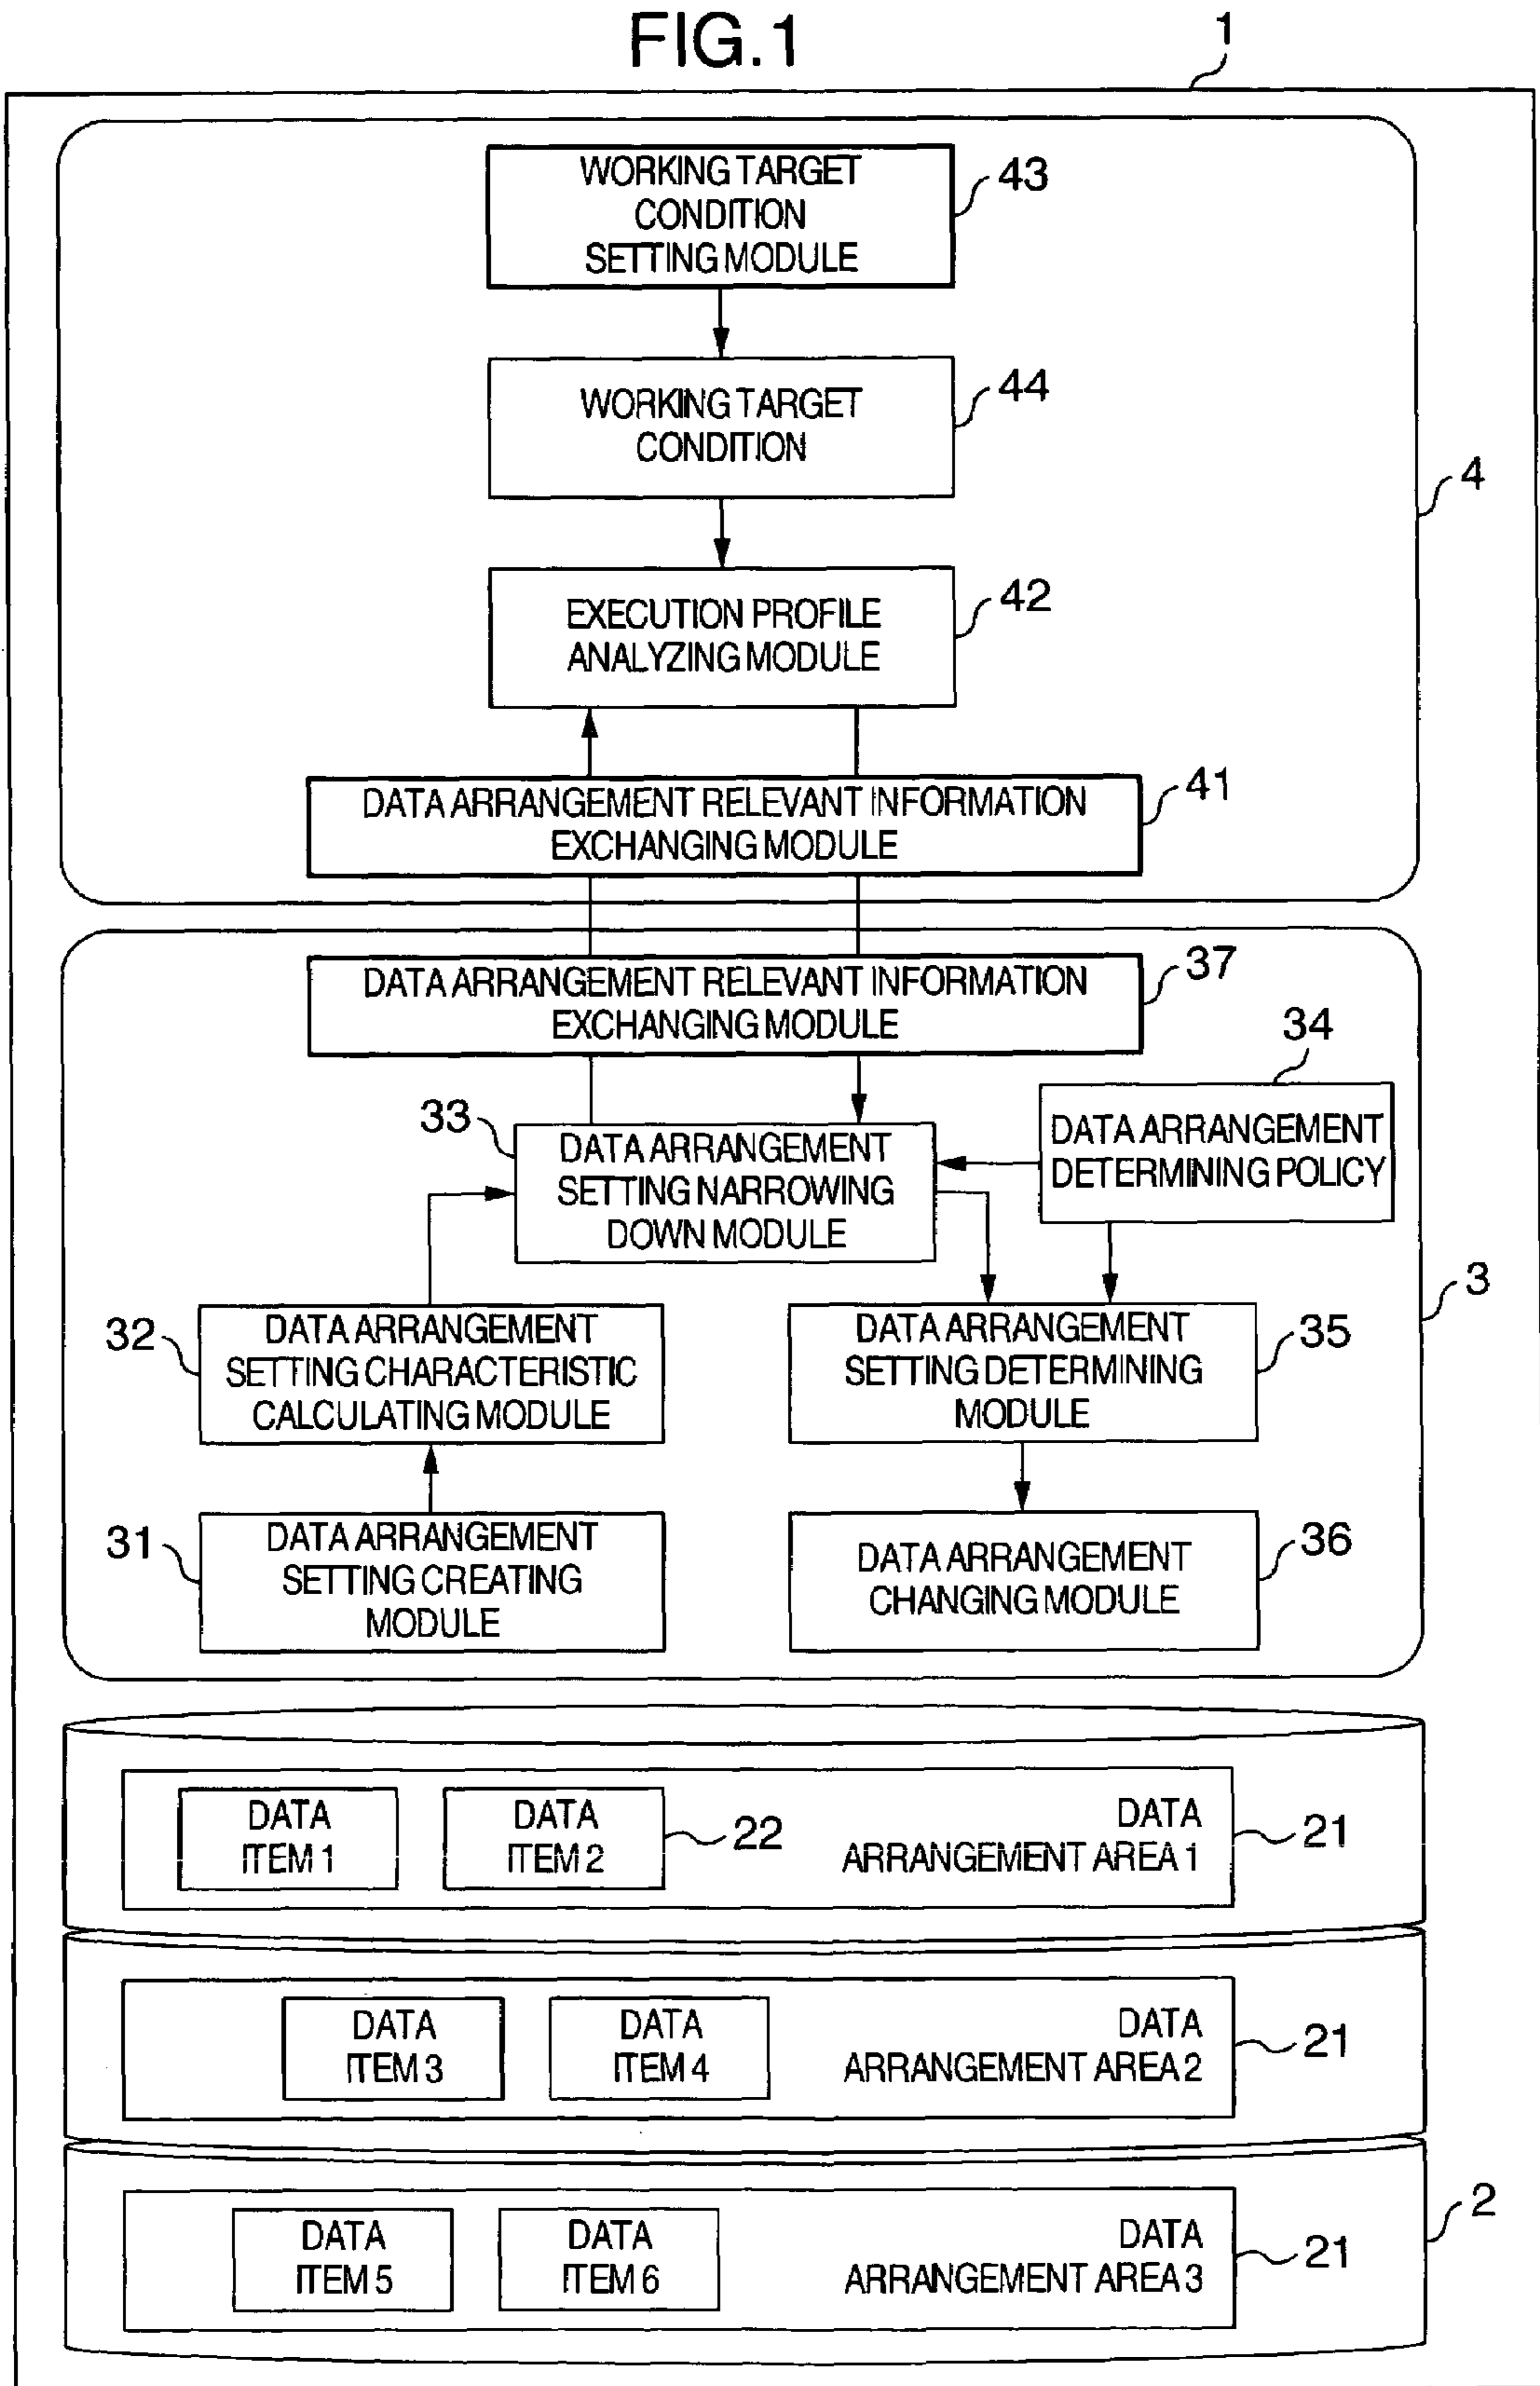 FIG.1
1
WORKING TARGET
CONDITION
SETTING MODULE
43
WORKING TARGET
CONDITION
44
4
EXECUTION PROFILE
ANALYZING MODULE
42
DATA ARRANGEMENT RELEVANT INFORMATION
EXCHANGING MODULE
41
DATA ARRANGEMENT RELEVANT INFORMATION
EXCHANGING MODULE
37
34
33
DATA ARRANGEMENT
SETTING NARROWING
DOWN MODULE
DATA ARRANGEMENT
DETERMINING POLICY
3
32
DATA ARRANGEMENT
SETTING CHARACTERISTIC
CALCULATING MODULE
DATA ARRANGEMENT
SETTING DETERMINING
MODULE
35
31
DATA ARRANGEMENT
SETTING CREATING
MODULE
DATA ARRANGEMENT
CHANGING MODULE
36
DATA
ITEM 1
DATA
ITEM 2
22
DATA
ARRANGEMENT AREA 1
21
DATA
ITEM 3
DATA
ITEM 4
DATA
ARRANGEMENT AREA 2
21
2
DATA
ITEM 5
DATA
ITEM 6
DATA
ARRANGEMENT AREA 3
21